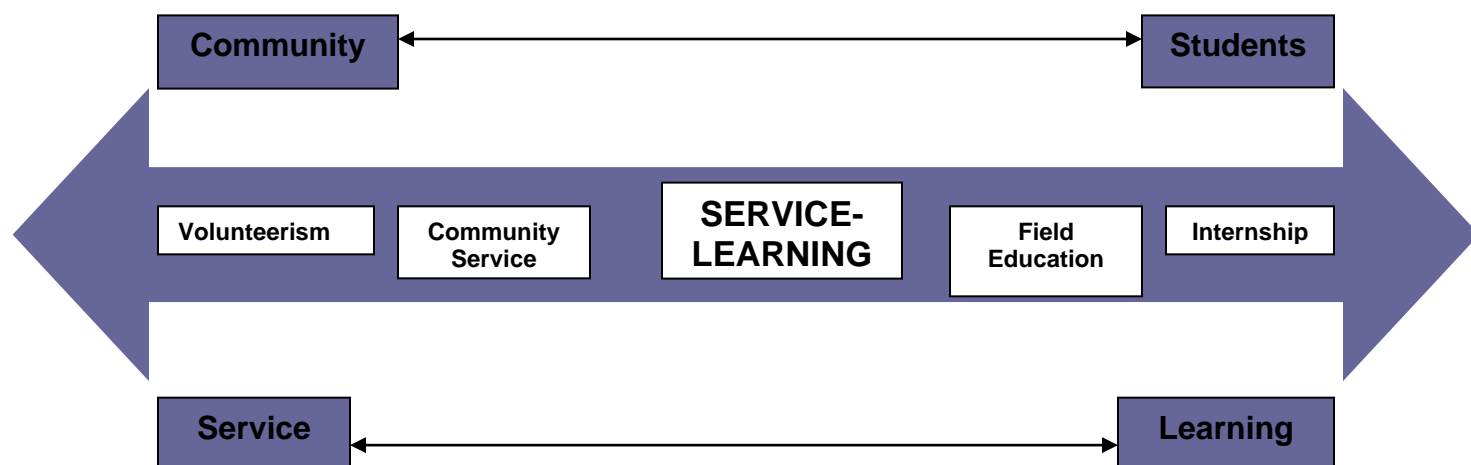 Community
Students
Volunteerism
Community
Service
SERVICE-
LEARNING
Field
Education
Internship
Service
Learning